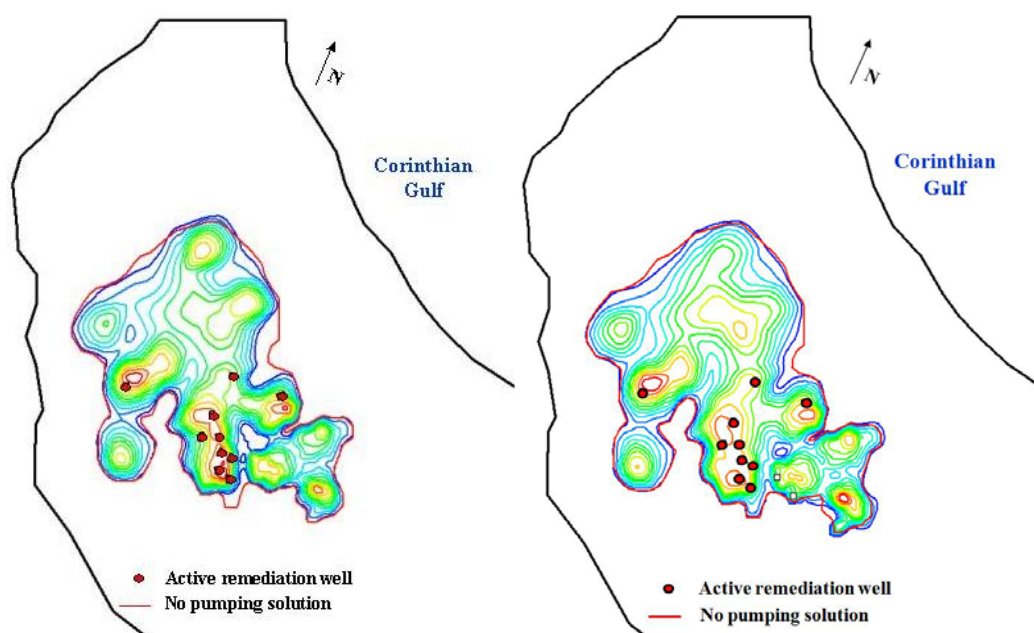 N
Corinthian
Gulf
Active remediation well
No pumping solution
N
Corinthian
Gulf
Active remediation well
No pumping solution